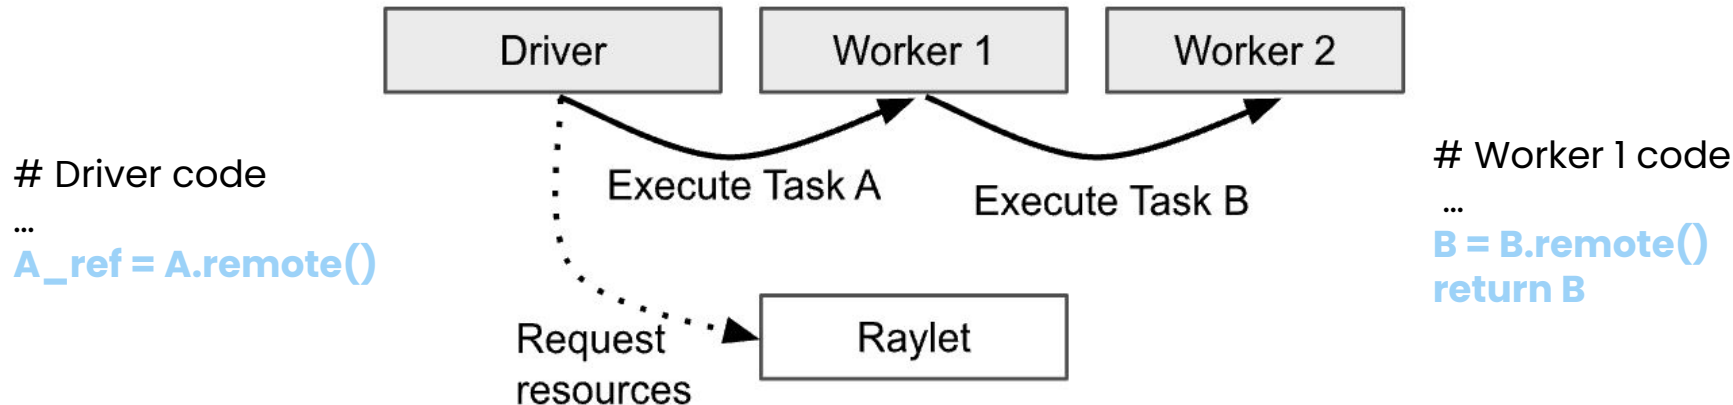 Driver
Worker 1
Worker 2
# Driver code
…
A_ref = A.remote()
Execute Task A
Execute Task B
# Worker 1 code
…
B = B.remote()
return B
Request
resources
Raylet